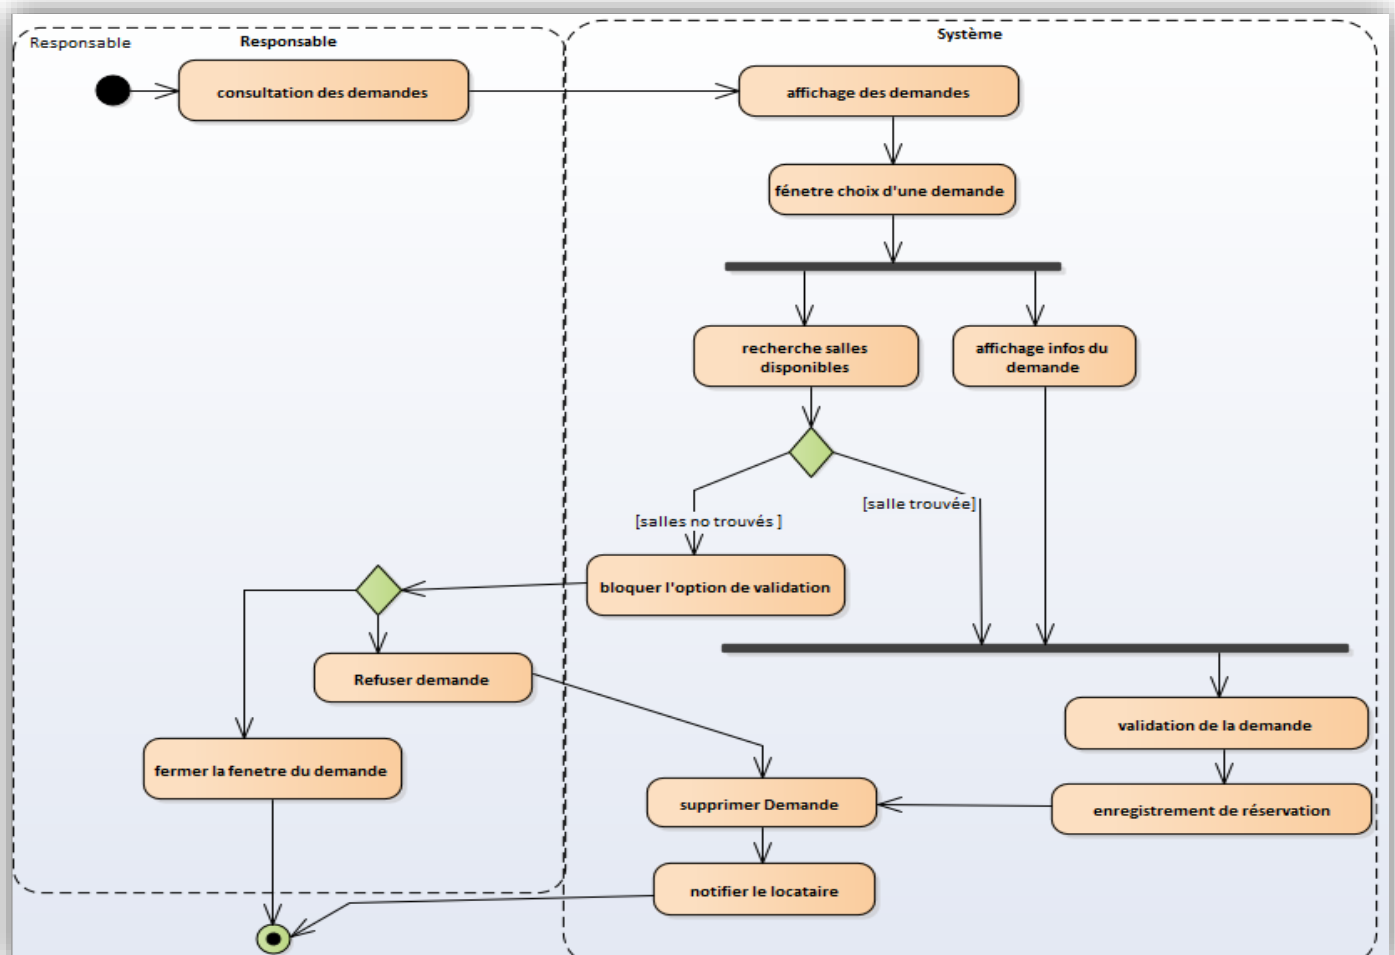 Responsable
Responsable
Système
consultation des demandes
affichage des demandes
fénetre choix d'une demande
recherche salles
disponibles
affichage infos du
demande
[salle trouvée]
[salles no trouvés ]
bloquer l'option de validation
Refuser demande
validation de la demande
fermer la fenetre du demande
supprimer Demande
enregistrement de réservation
notifier le locataire